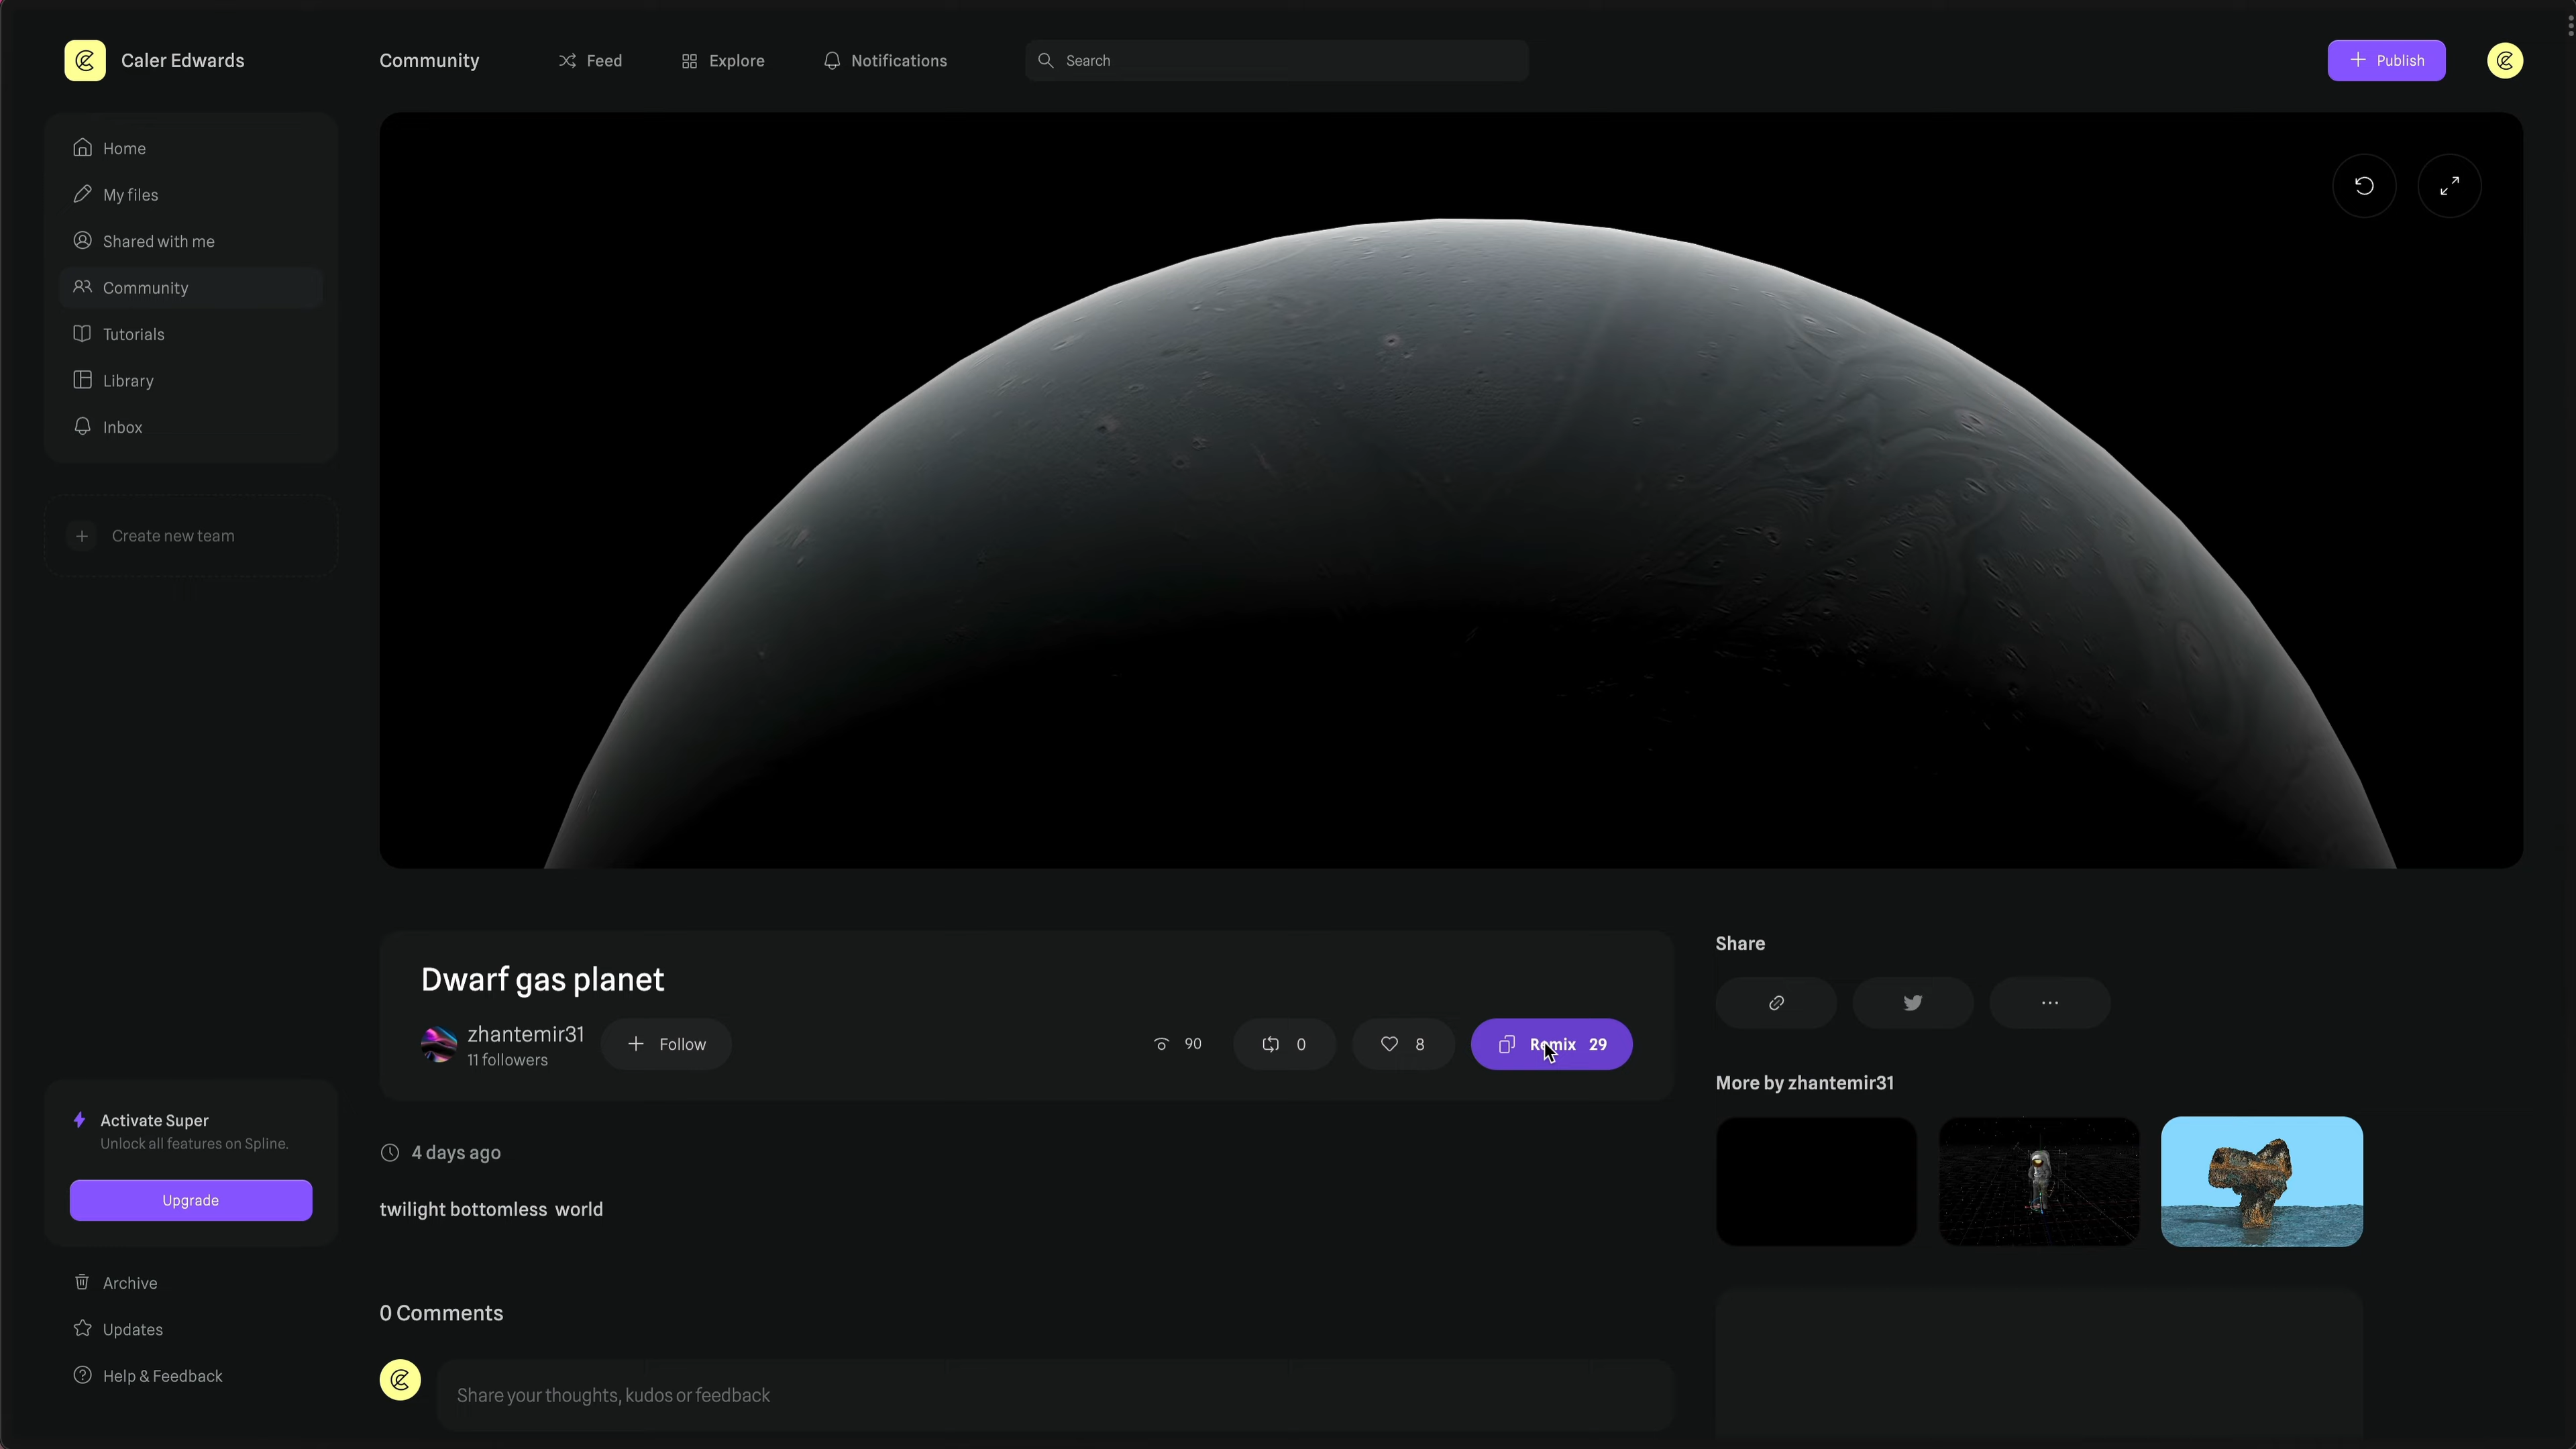 Caler Edwards
Community
Feed
Explore
Notifications
Search
Publish
Home
My files
Shared with me
Community
Tutorials
Library
Inbox
Create new team
Activate Super
Unlock all features on Spline.
Upgrade
Archive
Updates
Help & Feedback
Dwarf gas planet
zhantemir31
11 followers
Follow
90
0
8
Remix 29
4 days ago
twilight bottomless world
0 Comments
Share your thoughts, kudos or feedback
Share
More by zhantemir31